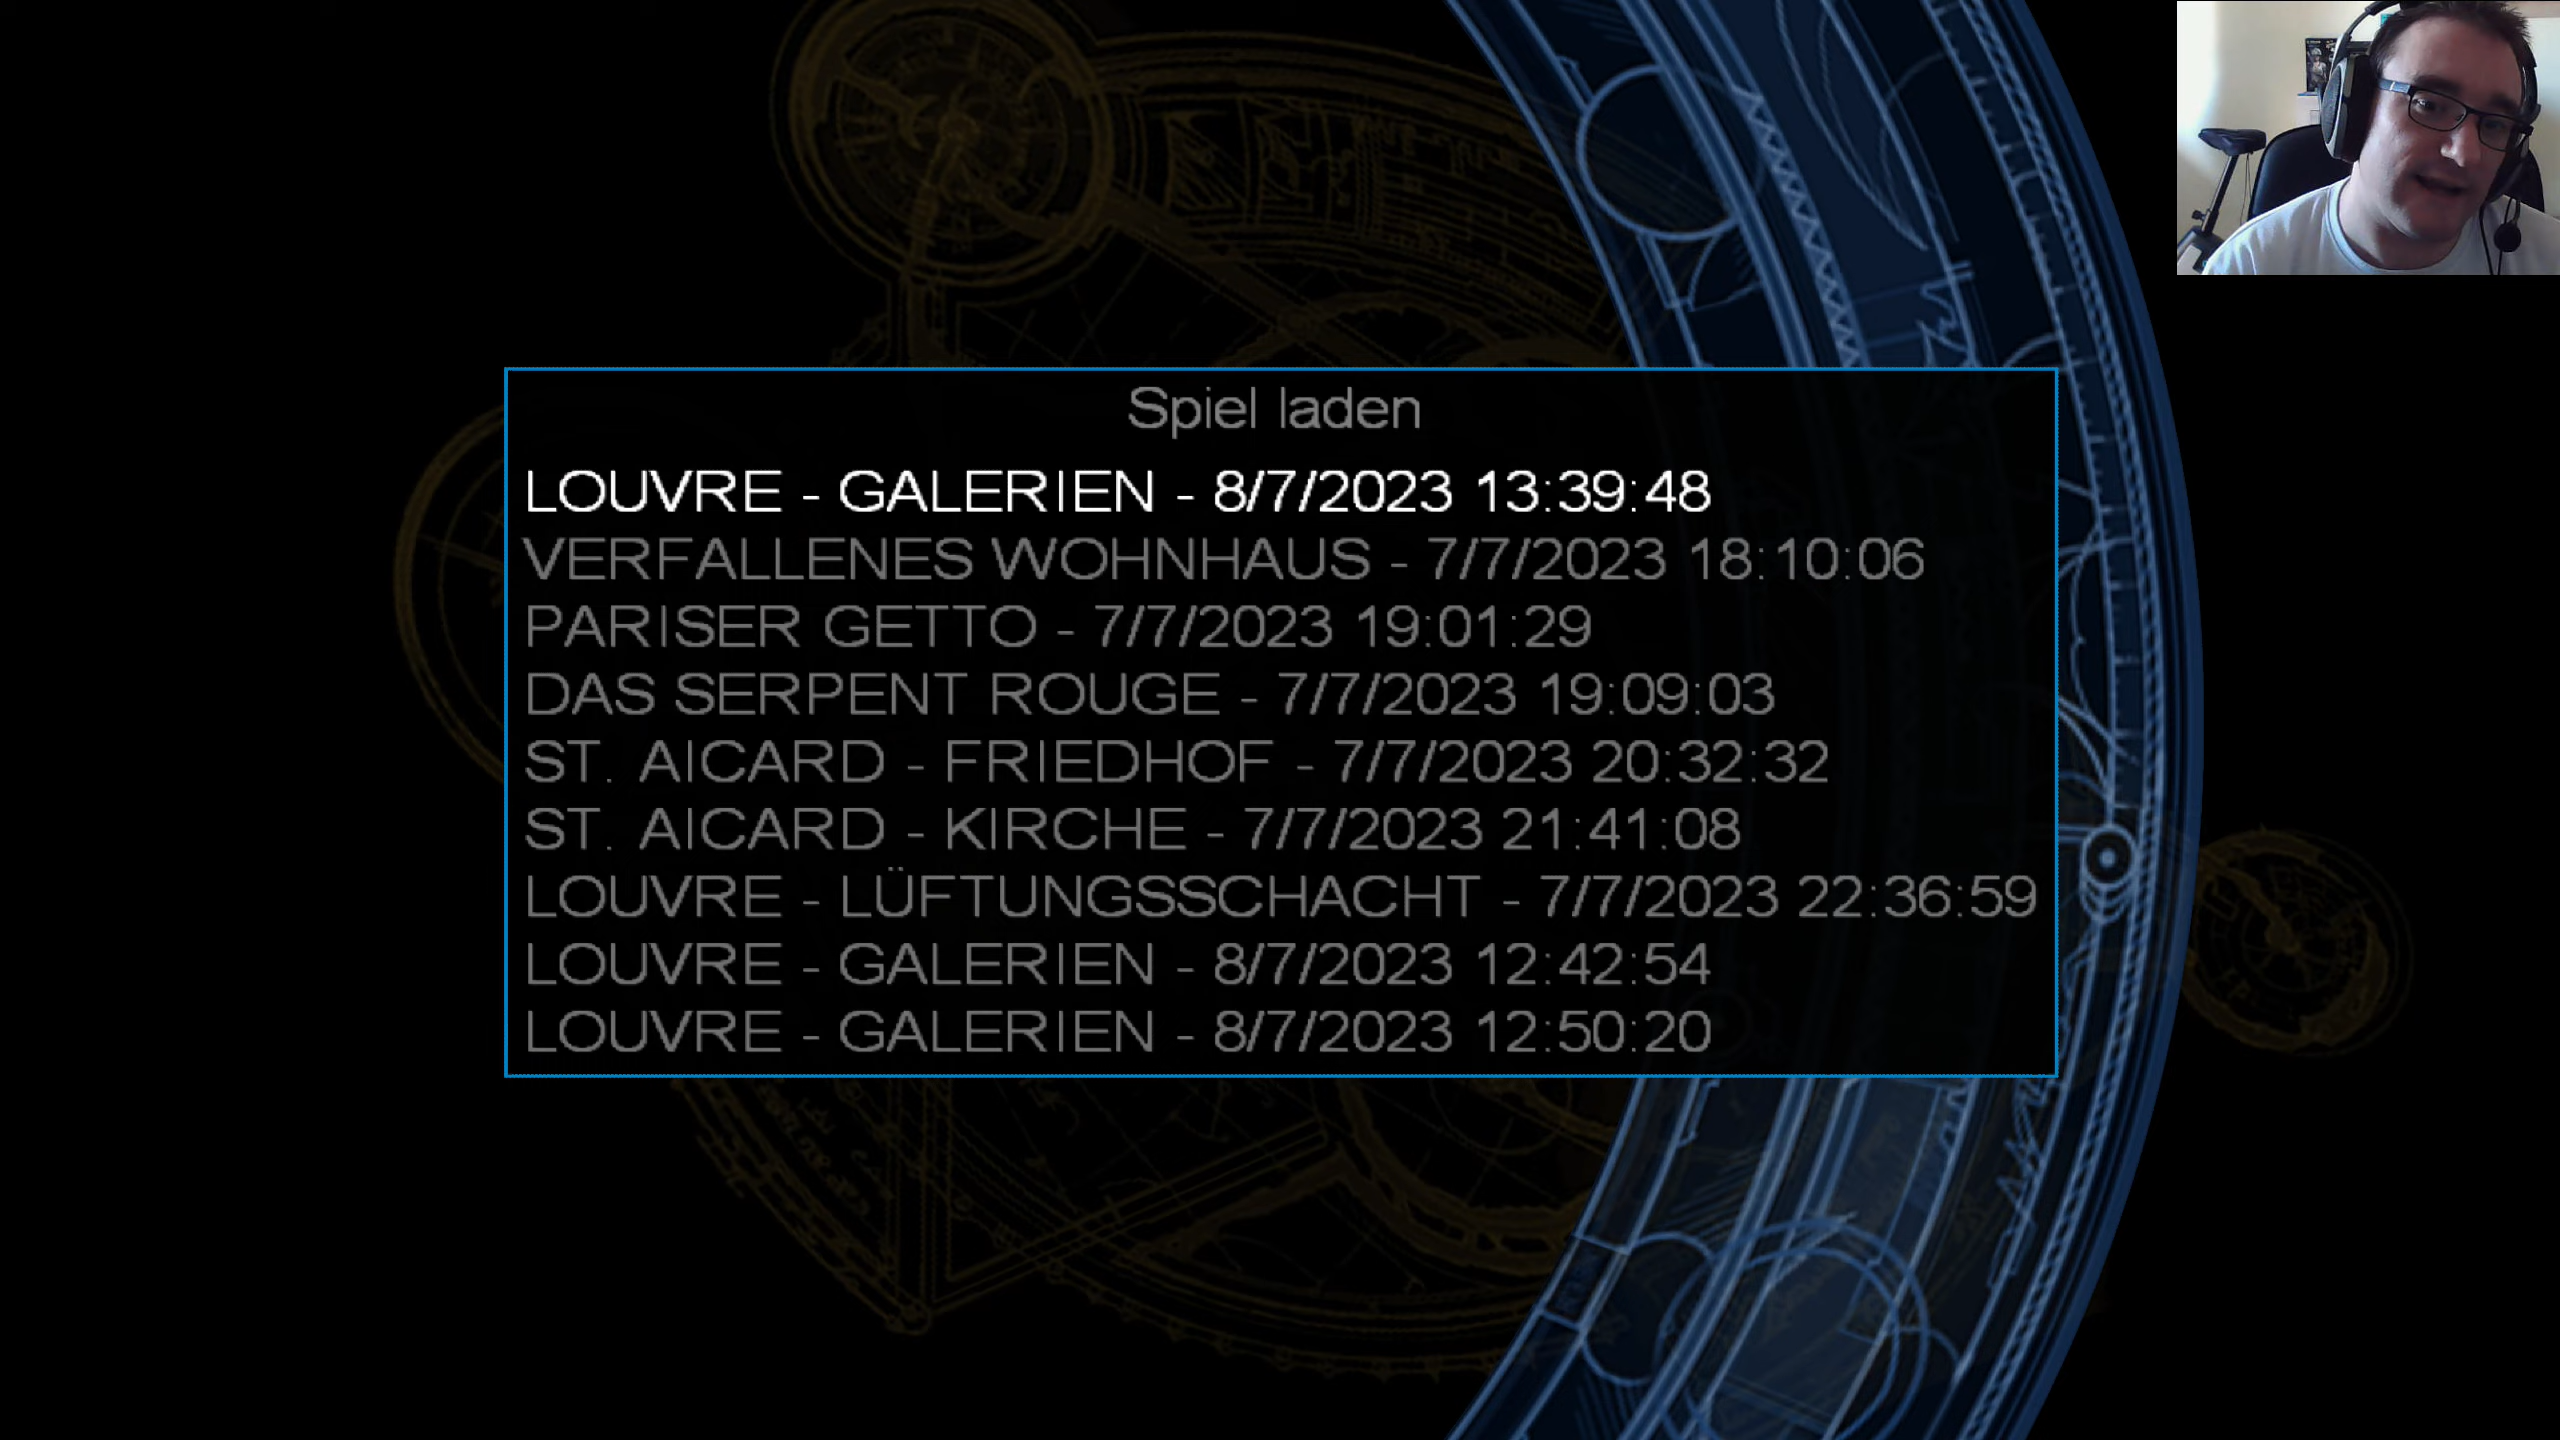 Spiel laden
LOUVRE - GALERIEN - 8/7/2023 13:39:48
VERFALLENES WOHNHAUS - 7/7/2023 18:10:06
PARISER GETTO - 7/7/2023 19:01:29
DAS SERPENT ROUGE - 7/7/2023 19:09:03
ST. AICARD - FRIEDHOF - 7/7/2023 20:32:32
ST. AICARD - KIRCHE - 7/7/2023 21:41:08
LOUVRE - LÜFTUNGSSCHACHT - 7/7/2023 22:36:59
LOUVRE - GALERIEN - 8/7/2023 12:42:54
LOUVRE - GALERIEN - 8/7/2023 12:50:20